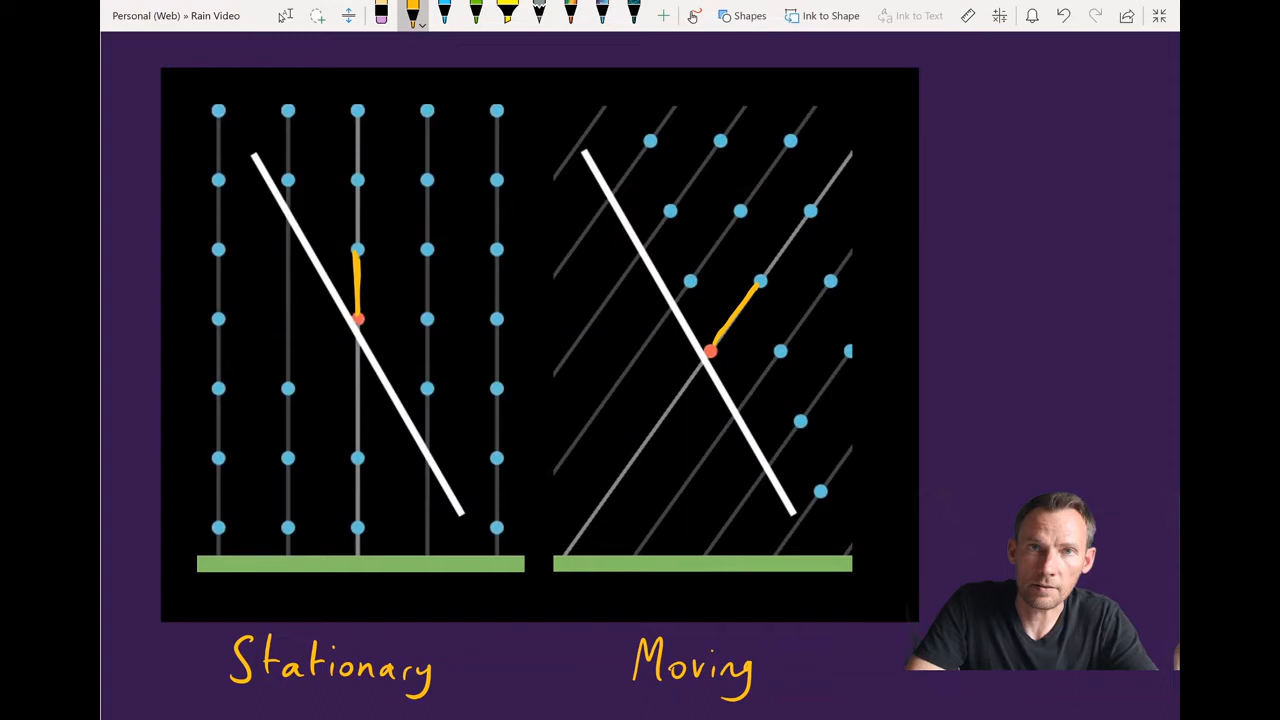 Personal (Web) » Rain Video
Shapes
Ink to Shape
Ink to Text
Stationary
Moving